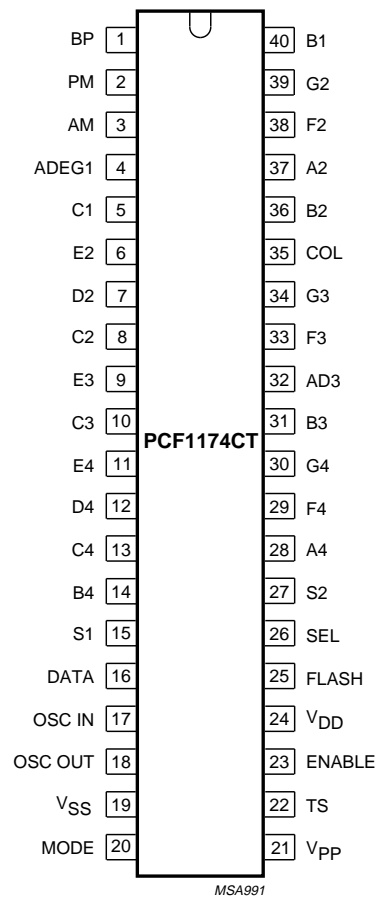 BP 1 40 B1
PM 2 39 G2
AM 3 38 F2
ADEG1 4 37 A2
C1 5 36 B2
E2 6 35 COL
D2 7 34 G3
C2 8 33 F3
E3 9 32 AD3
C3 10 31 B3
PCF1174CT
E4 11 30 G4
D4 12 29 F4
C4 13 28 A4
B4 14 27 S2
S1 15 26 SEL
DATA 16 25 FLASH
OSC IN 17 24 VDD
OSC OUT 18 23 ENABLE
VSS 19 22 TS
MODE 20 21 VPP
MSA991